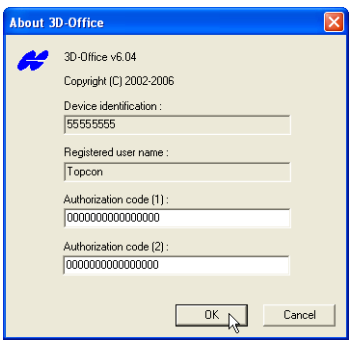 About 3D-Office
3D-Office v6.04
Copyright (C) 2002-2006
Device identification :
55555555
Registered user name :
Topcon
Authorization code (1) :
0000000000000000
Authorization code (2) :
0000000000000000
OK
Cancel